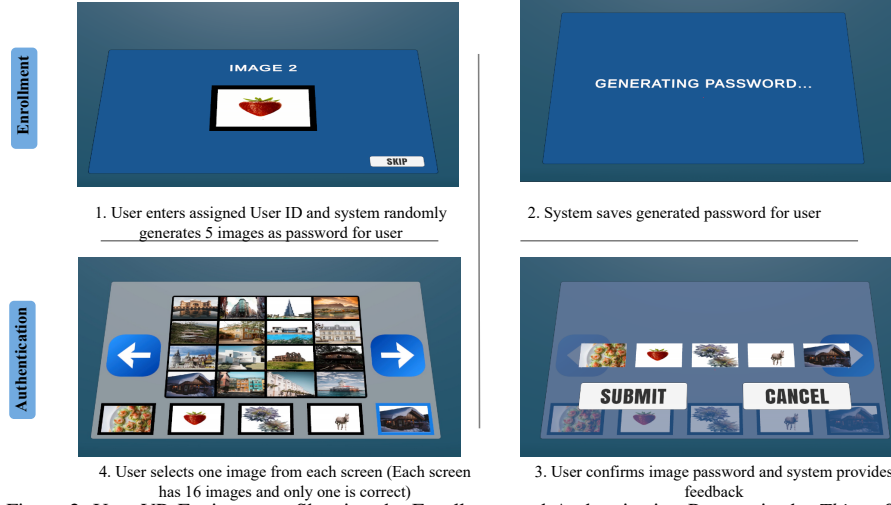 Enrollment
IMAGE 2
SKIP
GENERATING PASSWORD...
1. User enters assigned User ID and system randomly
generates 5 images as password for user
2. System saves generated password for user
Authentication
SUBMIT
CANCEL
4. User selects one image from each screen (Each screen
has 16 images and only one is correct)
3. User confirms image password and system provides
feedback